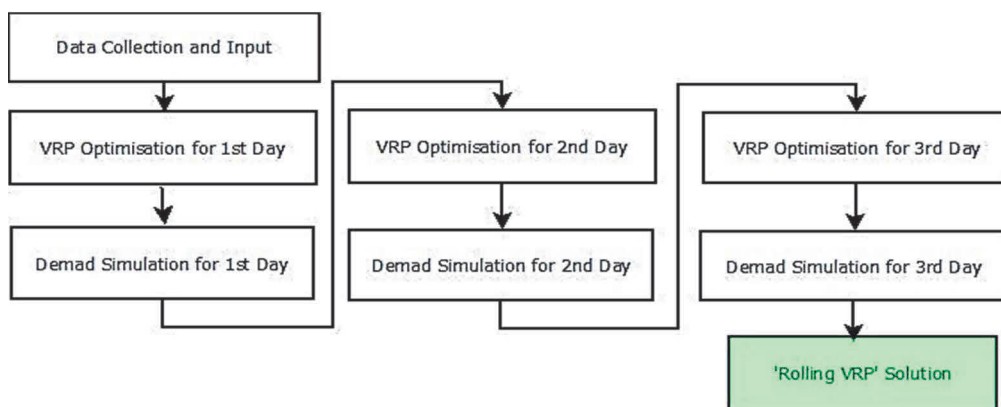 Data Collection and Input
VRP Optimisation for 1st Day
Demad Simulation for 1st Day
VRP Optimisation for 2nd Day
Demad Simulation for 2nd Day
VRP Optimisation for 3rd Day
Demad Simulation for 3rd Day
'Rolling VRP' Solution